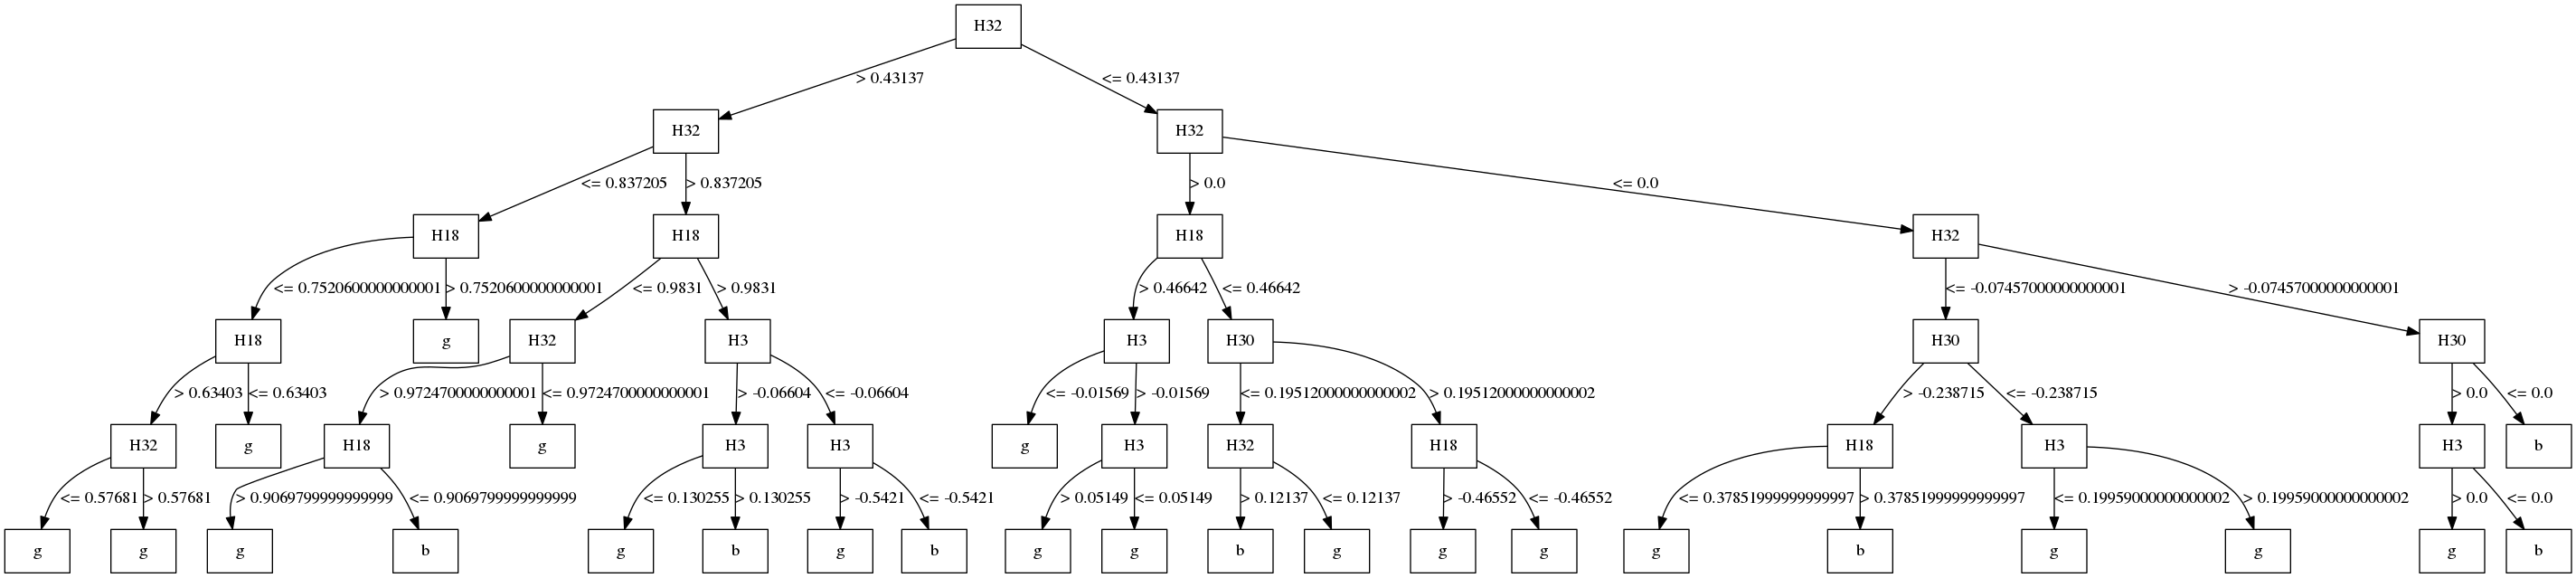 H32
> 0.43137 <= 0.43137
H32 H32
<= 0.837205 > 0.837205 > 0.0 <= 0.0
H18 H18 H18 H32
<= 0.7520600000000001 > 0.7520600000000001 <= 0.9831 > 0.9831 > 0.46642 <= 0.46642 <= -0.07457000000000001 > -0.07457000000000001
H18 g H32 H3 H3 H30 H30 H30
> 0.63403 <= 0.63403 > 0.9724700000000001 <= 0.9724700000000001 > -0.06604 <= -0.06604 <= -0.01569 > -0.01569 <= 0.19512000000000002 > 0.19512000000000002 > -0.238715 <= -0.238715 > 0.0 <= 0.0
H32 g H18 g H3 H3 g H3 H32 H18 H18 H3 H3 b
<= 0.57681 > 0.57681 > 0.9069799999999999 <= 0.9069799999999999 <= 0.130255 > 0.130255 > -0.5421 <= -0.5421 > 0.05149 <= 0.05149 > 0.12137 <= 0.12137 > -0.46552 <= -0.46552 <= 0.37851999999999997 > 0.37851999999999997 <= 0.19959000000000002 > 0.19959000000000002 > 0.0 <= 0.0
g g g b g b g b g g b g g g g b g g g b